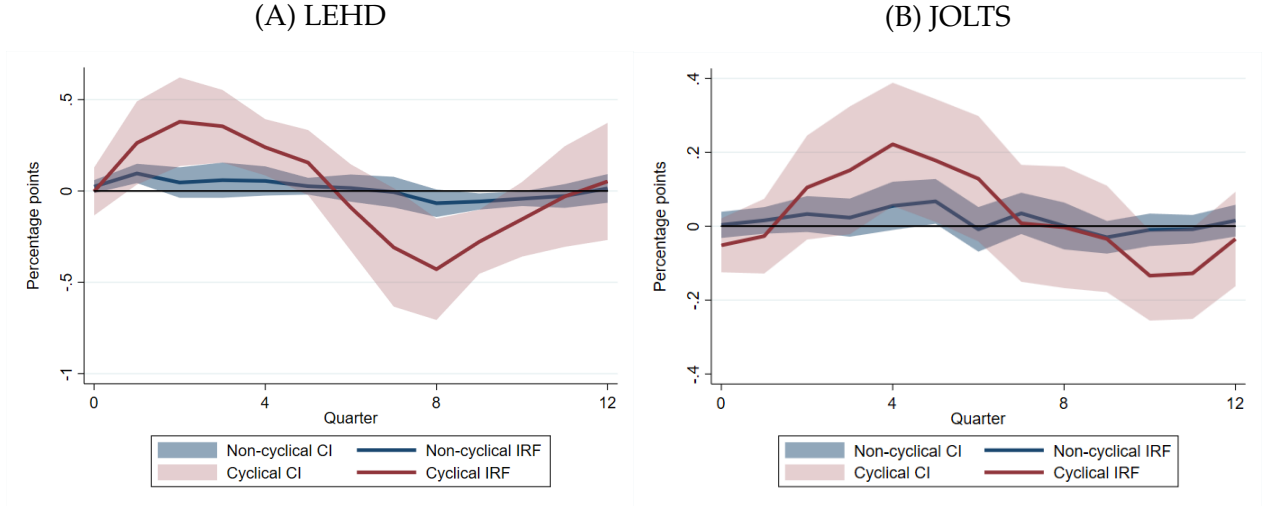 (A) LEHD
Percentage points
.5
0
-.5
-1
0 4 8 12
Quarter
Non-cyclical CI Non-cyclical IRF
Cyclical CI Cyclical IRF
(B) JOLTS
Percentage points
.4
.2
0
-.2
-.4
0 4 8 12
Quarter
Non-cyclical CI Non-cyclical IRF
Cyclical CI Cyclical IRF